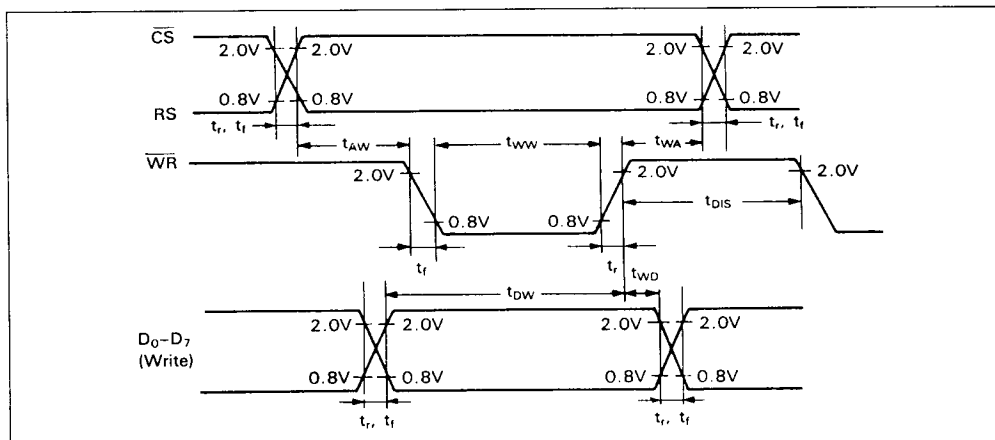 CS
2.0V 2.0V 2.0V 2.0V
0.8V 0.8V 0.8V 0.8V
RS
tr, tf tr, tf
tAW tWW tWA
WR
2.0V 2.0V 2.0V
tDIS
0.8V 0.8V
tf tr tWD
tDW
2.0V 2.0V 2.0V 2.0V
D0–D7
(Write)
0.8V 0.8V 0.8V 0.8V
tr, tf tr, tf